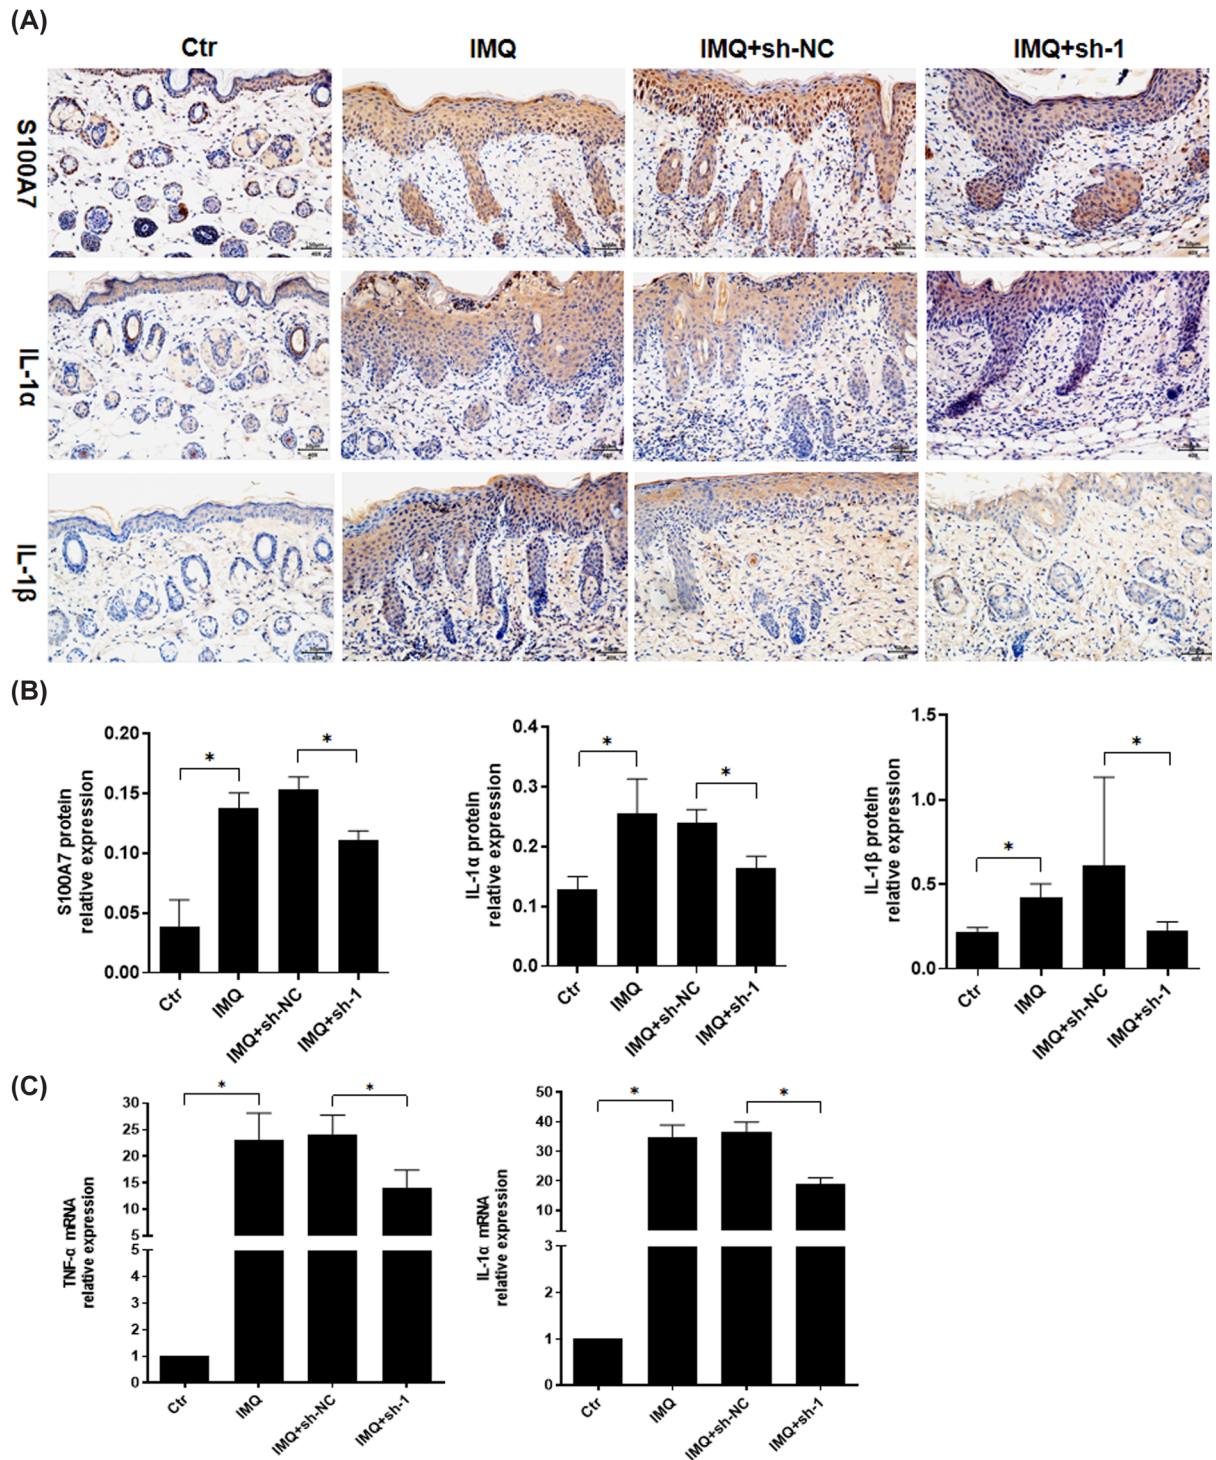 (A)
Ctr
IMQ
IMQ+sh-NC
IMQ+sh-1
S100A7
IL-1α
IL-1β
(B)
S100A7 protein
relative expression
0.20
0.15
0.10
0.05
0.00
*
*
Ctr
IMQ
IMQ+sh-NC
IMQ+sh-1
IL-1α protein
relative expression
0.4
0.3
0.2
0.1
0.0
*
*
Ctr
IMQ
IMQ+sh-NC
IMQ+sh-1
IL-1β protein
relative expression
1.5
1.0
0.5
0.0
*
*
Ctr
IMQ
IMQ+sh-NC
IMQ+sh-1
(C)
TNF-α mRNA
relative expression
30
25
20
15
10
5
5
4
3
2
1
0
*
*
Ctr
IMQ
IMQ+sh-NC
IMQ+sh-1
IL-1α mRNA
relative expression
50
40
30
20
10
3
2
1
0
*
*
Ctr
IMQ
IMQ+sh-NC
IMQ+sh-1